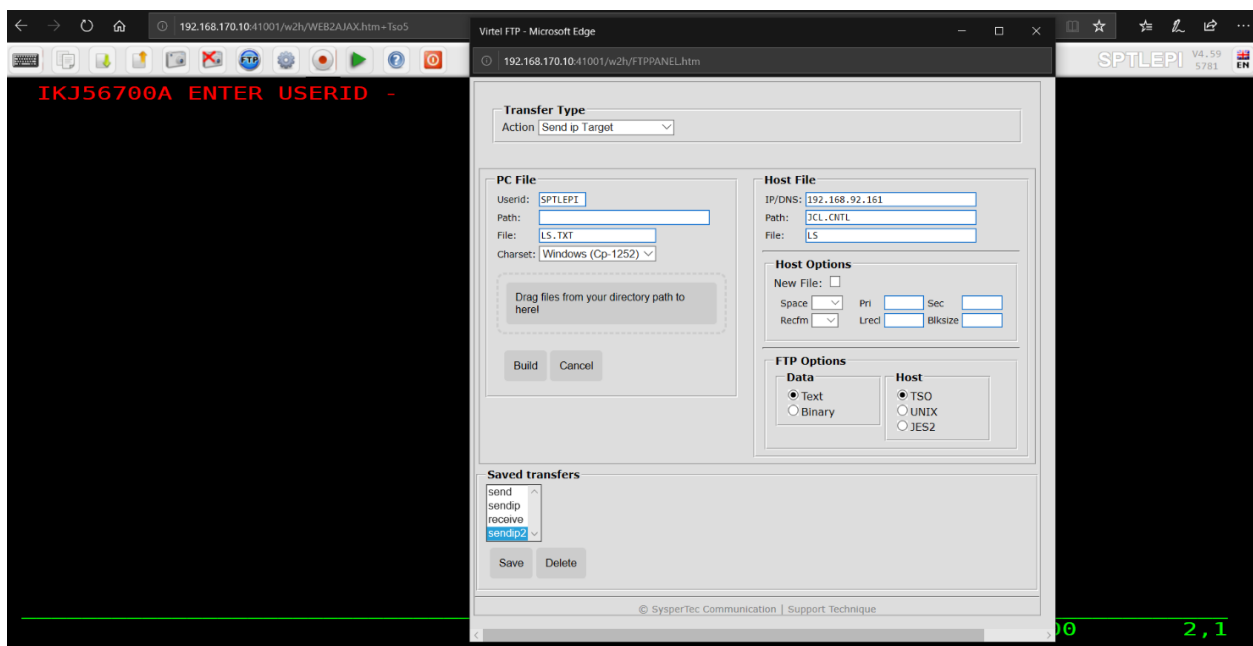 192.168.170.10:41001/w2h/WEB2AJAX.htm+Tso5
FTP
SPTLEPI V4.59
5781
EN
IKJ56700A ENTER USERID -
Virtel FTP - Microsoft Edge
192.168.170.10:41001/w2h/FTPPANEL.htm
Transfer Type
Action Send ip Target
PC File
Userid: SPTLEPI
Path:
File: LS.TXT
Charset: Windows (Cp-1252)
Drag files from your directory path to
here!
Build Cancel
Host File
IP/DNS: 192.168.92.161
Path: JCL.CNTL
File: LS
Host Options
New File:
Space Pri Sec
Recfm Lrecl Blksize
FTP Options
Data Host
Text TSO
Binary UNIX
JES2
Saved transfers
send
sendip
receive
sendip2
Save Delete
© SysperTec Communication | Support Technique
2,1